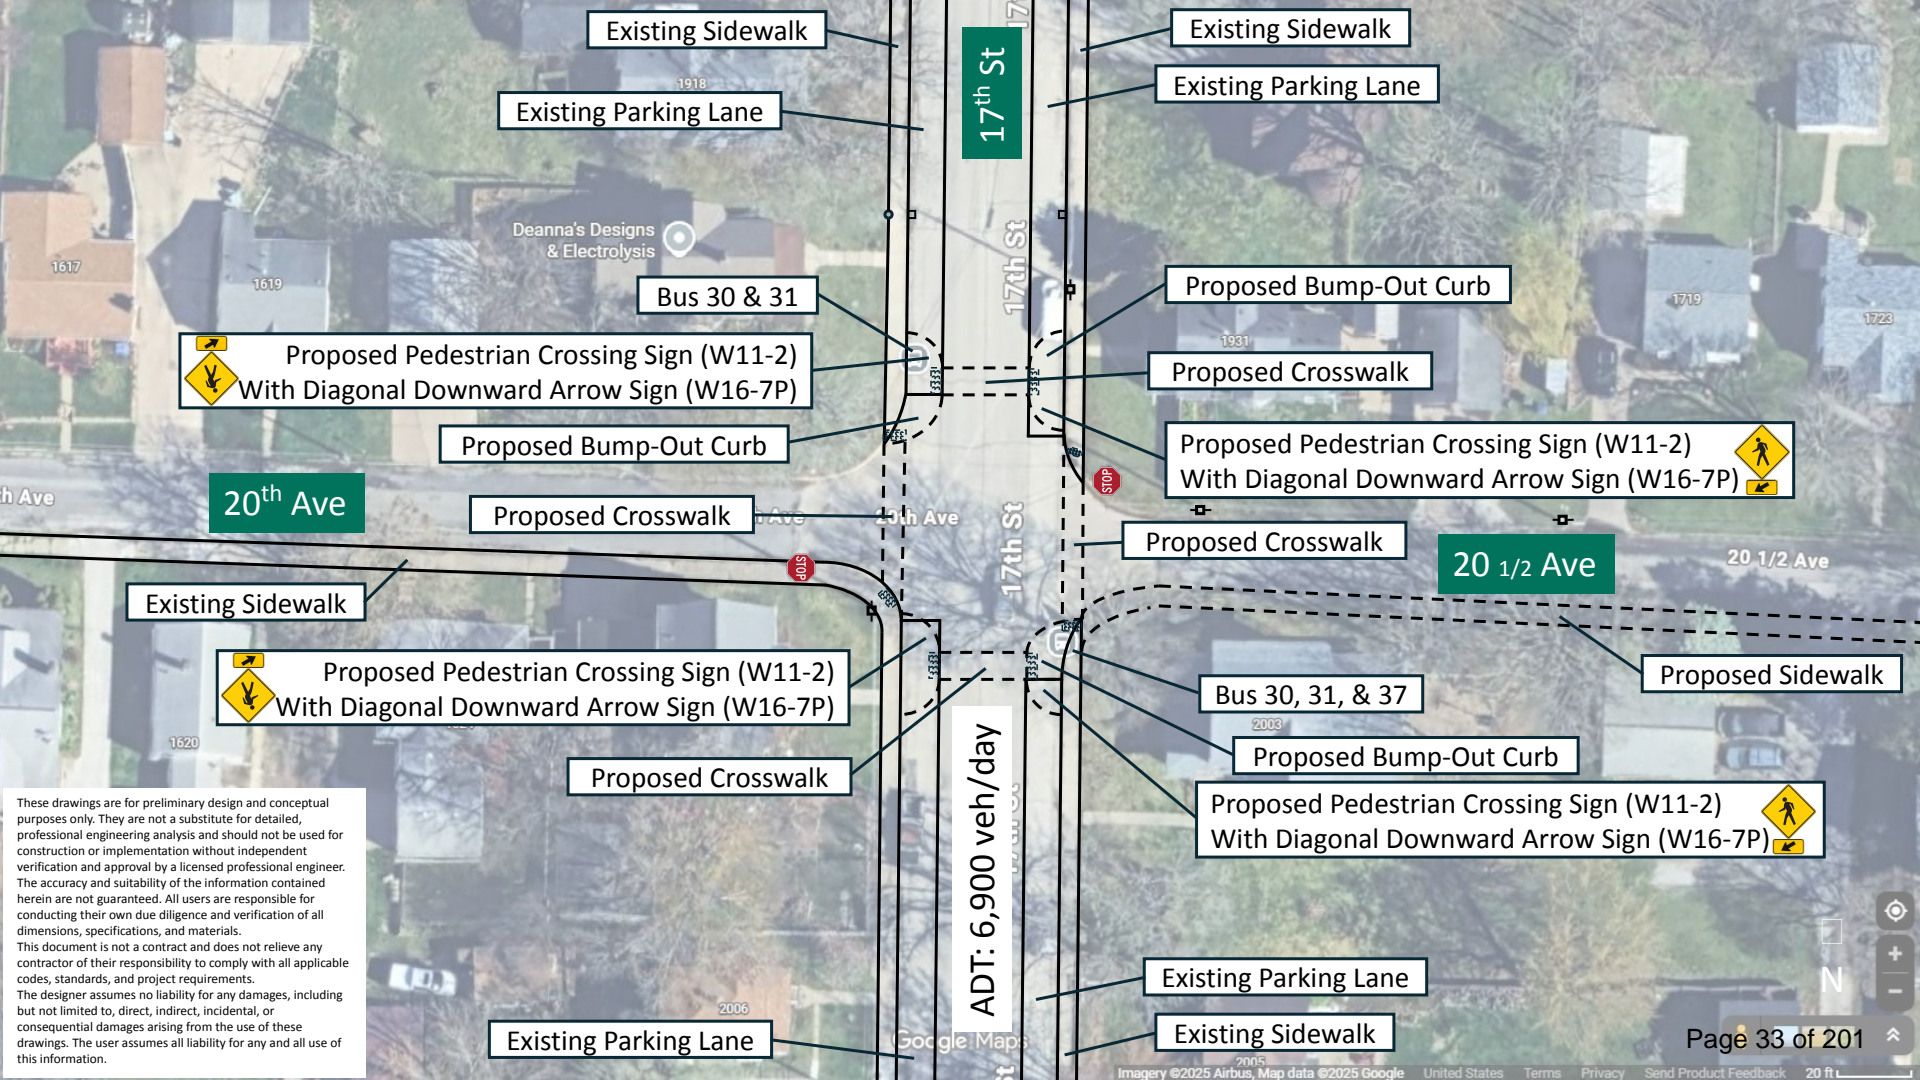 Existing Sidewalk
Existing Sidewalk
17
17th St
1918
Existing Parking Lane
Existing Parking Lane
Deanna's Designs
& Electrolysis
17th St
1617
1619
Bus 30 & 31
Proposed Bump-Out Curb
1719
1723
1931
Proposed Pedestrian Crossing Sign (W11-2)
With Diagonal Downward Arrow Sign (W16-7P)
Proposed Crosswalk
Proposed Bump-Out Curb
Proposed Pedestrian Crossing Sign (W11-2)
With Diagonal Downward Arrow Sign (W16-7P)
STOP
th Ave
20th Ave
Proposed Crosswalk
h Ave
20th Ave
17th St
Proposed Crosswalk
20 1/2 Ave
20 1/2 Ave
STOP
Existing Sidewalk
Proposed Pedestrian Crossing Sign (W11-2)
With Diagonal Downward Arrow Sign (W16-7P)
Proposed Sidewalk
Bus 30, 31, & 37
2003
1620
Proposed Crosswalk
ADT: 6,900 veh/day
Proposed Bump-Out Curb
Proposed Pedestrian Crossing Sign (W11-2)
With Diagonal Downward Arrow Sign (W16-7P)
These drawings are for preliminary design and conceptual
purposes only. They are not a substitute for detailed,
professional engineering analysis and should not be used for
construction or implementation without independent
verification and approval by a licensed professional engineer.
The accuracy and suitability of the information contained
herein are not guaranteed. All users are responsible for
conducting their own due diligence and verification of all
dimensions, specifications, and materials.
This document is not a contract and does not relieve any
contractor of their responsibility to comply with all applicable
codes, standards, and project requirements.
The designer assumes no liability for any damages, including
but not limited to, direct, indirect, incidental, or
consequential damages arising from the use of these
drawings. The user assumes all liability for any and all use of
this information.
Existing Parking Lane
N
2006
Existing Parking Lane
Google Maps
Existing Sidewalk
2005
st
Page 33 of 201
Imagery ©2025 Airbus, Map data ©2025 Google United States Terms Privacy Send Product Feedback 20 ft